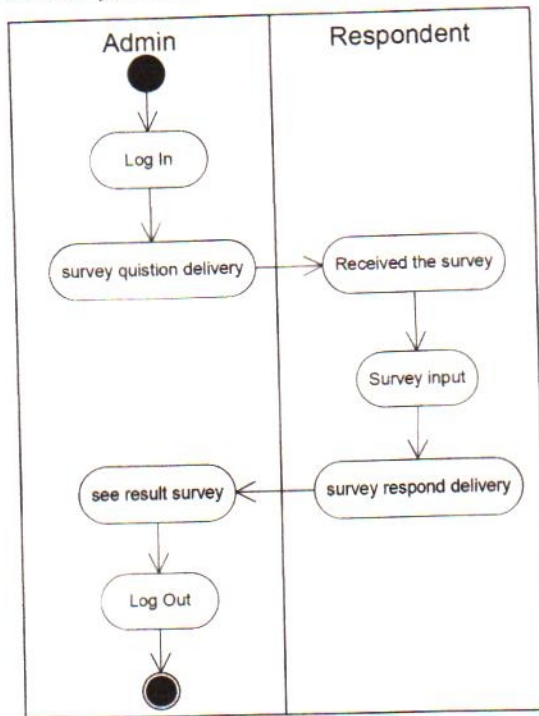 Admin
Respondent
Log In
survey quistion delivery
Received the survey
Survey input
survey respond delivery
see result survey
Log Out